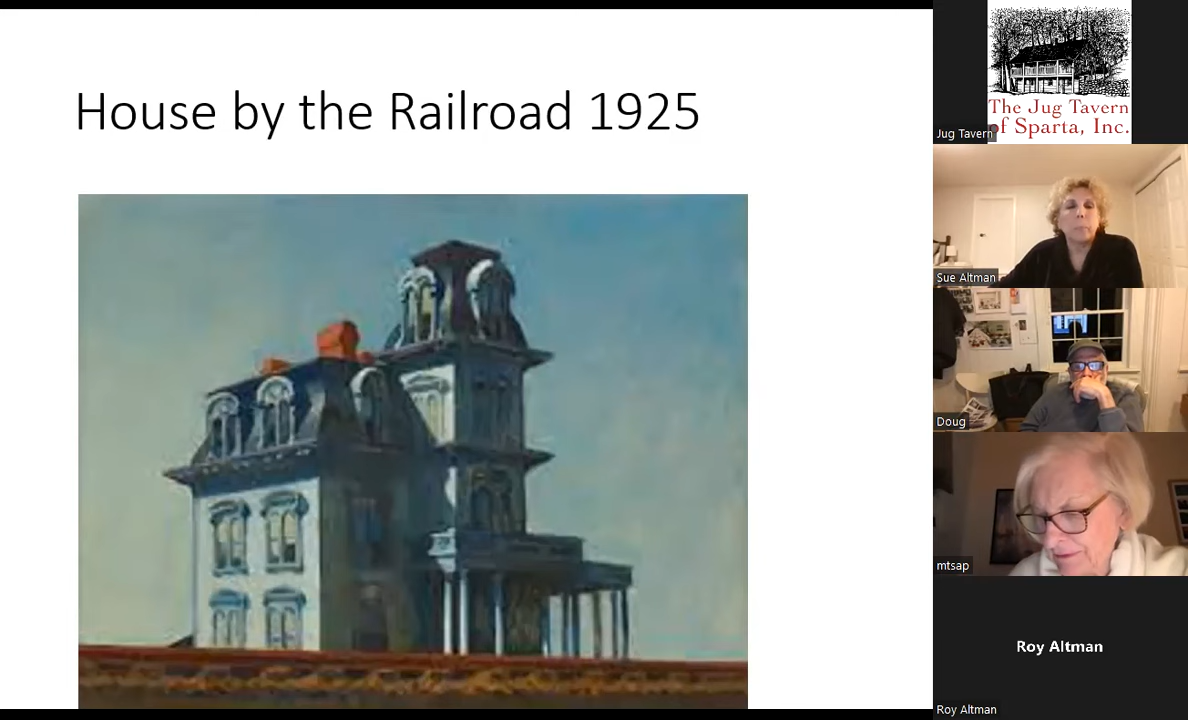 House by the Railroad 1925
The Jug Tavern
of Sparta, Inc.
Jug Tavern
Sue Altman
Doug
mtsap
Roy Altman
Roy Altman